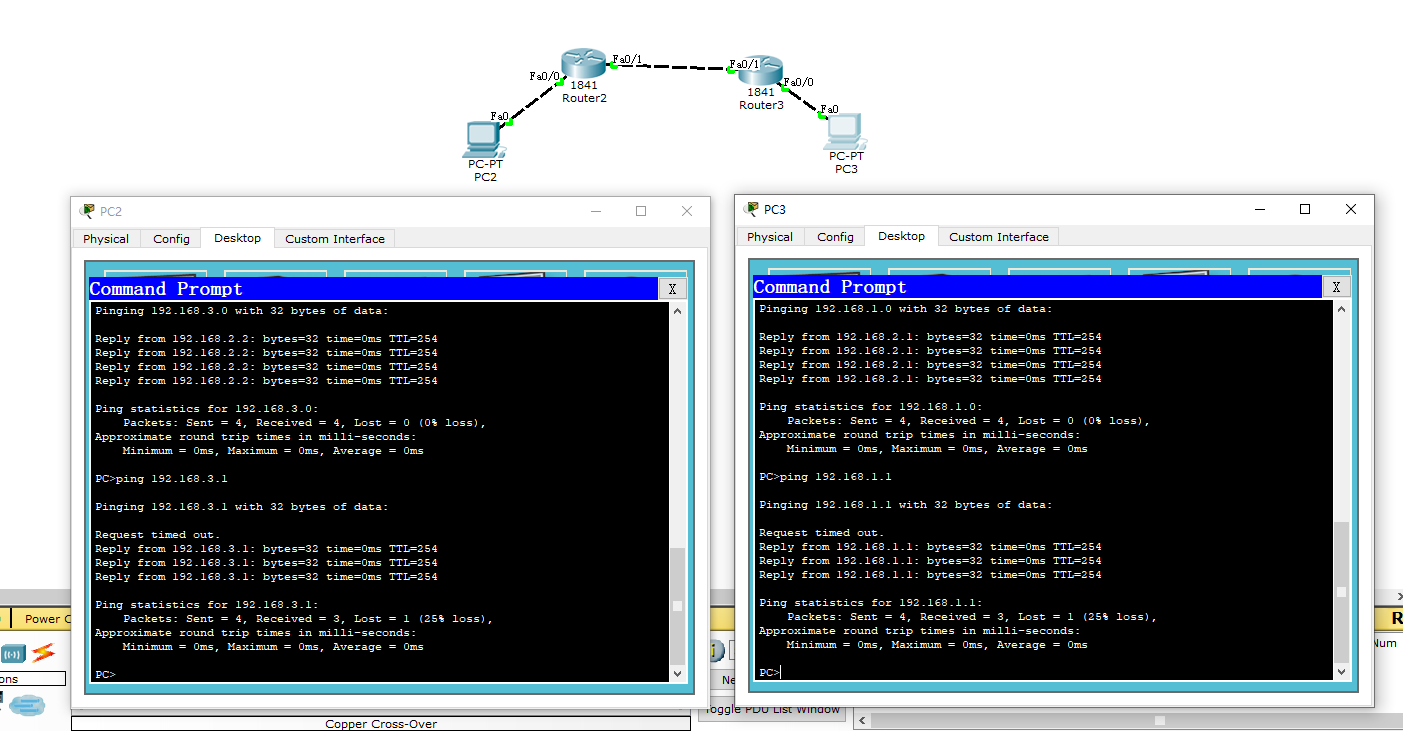 Fa0/1
Fa0/1
Fa0/0
1841
Router2
1841
Router3
Fa0/0
Fa0
Fa0
PC-PT
PC2
PC-PT
PC3
PC2
Physical
Config
Desktop
Custom Interface
Command Prompt
X
Pinging 192.168.3.0 with 32 bytes of data:
Reply from 192.168.2.2: bytes=32 time=0ms TTL=254
Reply from 192.168.2.2: bytes=32 time=0ms TTL=254
Reply from 192.168.2.2: bytes=32 time=0ms TTL=254
Reply from 192.168.2.2: bytes=32 time=0ms TTL=254
Ping statistics for 192.168.3.0:
Packets: Sent = 4, Received = 4, Lost = 0 (0% loss),
Approximate round trip times in milli-seconds:
Minimum = 0ms, Maximum = 0ms, Average = 0ms
PC>ping 192.168.3.1
Pinging 192.168.3.1 with 32 bytes of data:
Request timed out.
Reply from 192.168.3.1: bytes=32 time=0ms TTL=254
Reply from 192.168.3.1: bytes=32 time=0ms TTL=254
Reply from 192.168.3.1: bytes=32 time=0ms TTL=254
Ping statistics for 192.168.3.1:
Packets: Sent = 4, Received = 3, Lost = 1 (25% loss),
Approximate round trip times in milli-seconds:
Minimum = 0ms, Maximum = 0ms, Average = 0ms
PC>
PC3
Physical
Config
Desktop
Custom Interface
Command Prompt
X
Pinging 192.168.1.0 with 32 bytes of data:
Reply from 192.168.2.1: bytes=32 time=0ms TTL=254
Reply from 192.168.2.1: bytes=32 time=0ms TTL=254
Reply from 192.168.2.1: bytes=32 time=0ms TTL=254
Reply from 192.168.2.1: bytes=32 time=0ms TTL=254
Ping statistics for 192.168.1.0:
Packets: Sent = 4, Received = 4, Lost = 0 (0% loss),
Approximate round trip times in milli-seconds:
Minimum = 0ms, Maximum = 0ms, Average = 0ms
PC>ping 192.168.1.1
Pinging 192.168.1.1 with 32 bytes of data:
Request timed out.
Reply from 192.168.1.1: bytes=32 time=0ms TTL=254
Reply from 192.168.1.1: bytes=32 time=0ms TTL=254
Reply from 192.168.1.1: bytes=32 time=0ms TTL=254
Ping statistics for 192.168.1.1:
Packets: Sent = 4, Received = 3, Lost = 1 (25% loss),
Approximate round trip times in milli-seconds:
Minimum = 0ms, Maximum = 0ms, Average = 0ms
PC>
Power C
ons
Ne
R
Num
Toggle PDU List Window
Copper Cross-Over